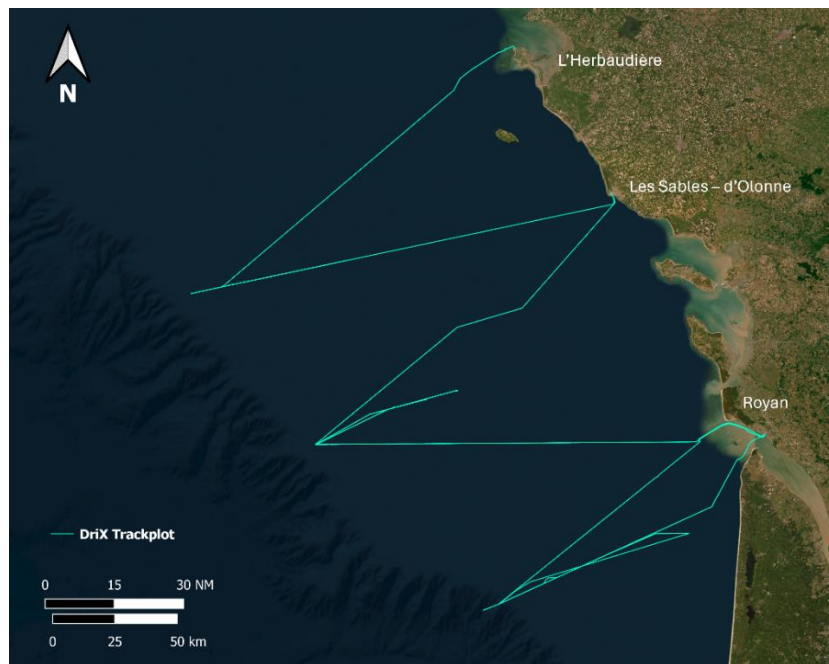 L'Herbaudière
N
Les Sables – d'Olonne
Royan
DriX Trackplot
0 15 30 NM
0 25 50 km